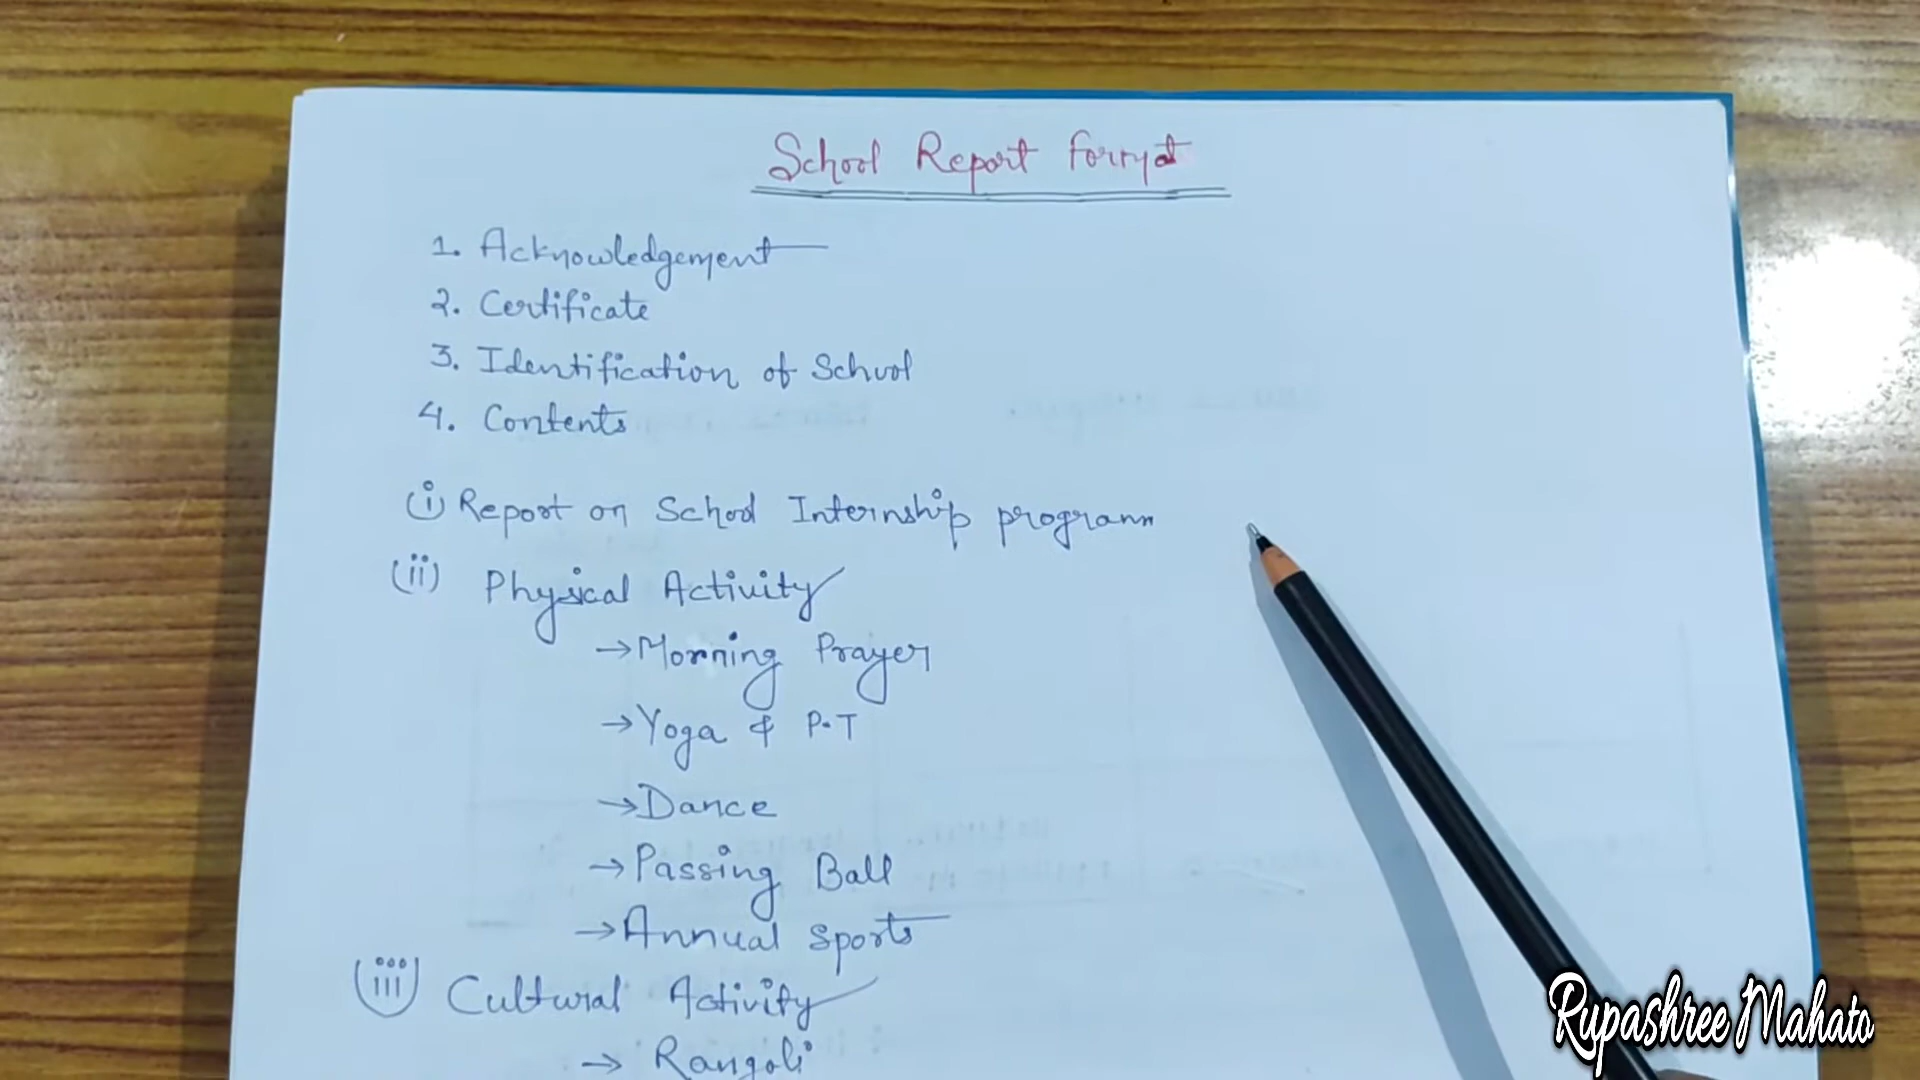 School Report Format
1. Acknowledgement
2. Certificate
3. Identification of School
4. Contents
(i) Report on School Internship programm
(ii) Physical Activity
→ Morning Prayer
→ Yoga & P.T
→ Dance
→ Passing Ball
→ Annual Sports
(iii) Cultural Activity
→ Rangoli
Rupashree Mahato